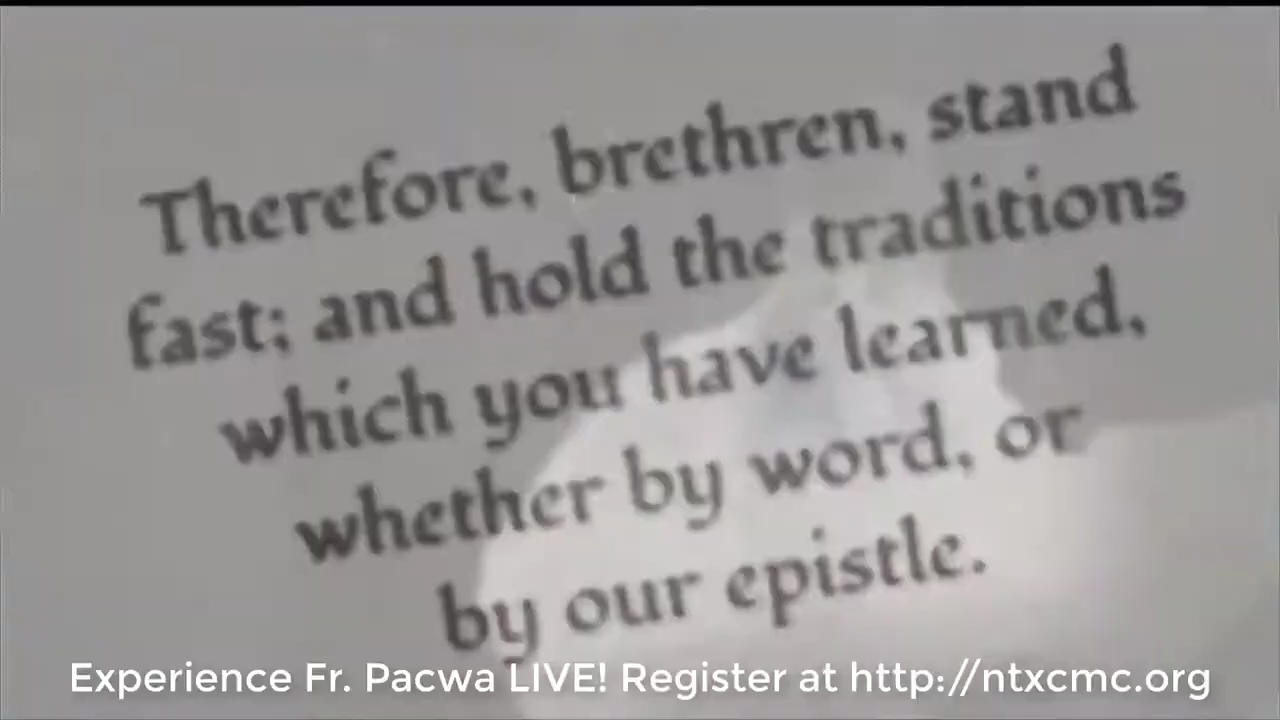 Therefore, brethren, stand
fast; and hold the traditions
which you have learned,
whether by word, or
by our epistle.
Experience Fr. Pacwa LIVE! Register at http://ntxcmc.org